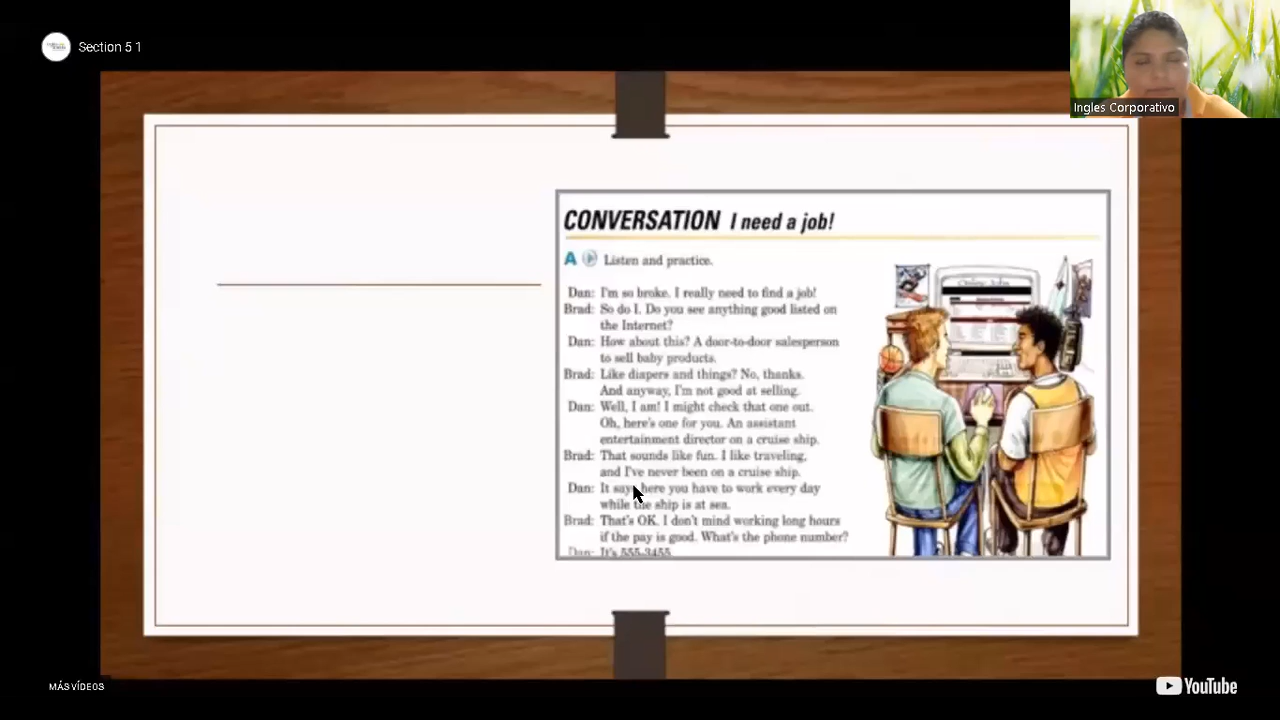 Section 5 1
Ingles Corporativo
CONVERSATION I need a job!
A Listen and practice.
Dan: I'm so broke. I really need to find a job!
Brad: So do I. Do you see anything good listed on
the Internet?
Dan: How about this? A door-to-door salesperson
to sell baby products.
Brad: Like diapers and things? No, thanks.
And anyway, I'm not good at selling.
Dan: Well, I am! I might check that one out.
Oh, here's one for you. An assistant
entertainment director on a cruise ship.
Brad: That sounds like fun. I like traveling,
and I've never been on a cruise ship.
Dan: It says here you have to work every day
while the ship is at sea.
Brad: That's OK. I don't mind working long hours
if the pay is good. What's the phone number?
Dan: It's 555-3455
Online Jobs
MÁS VÍDEOS
YouTube